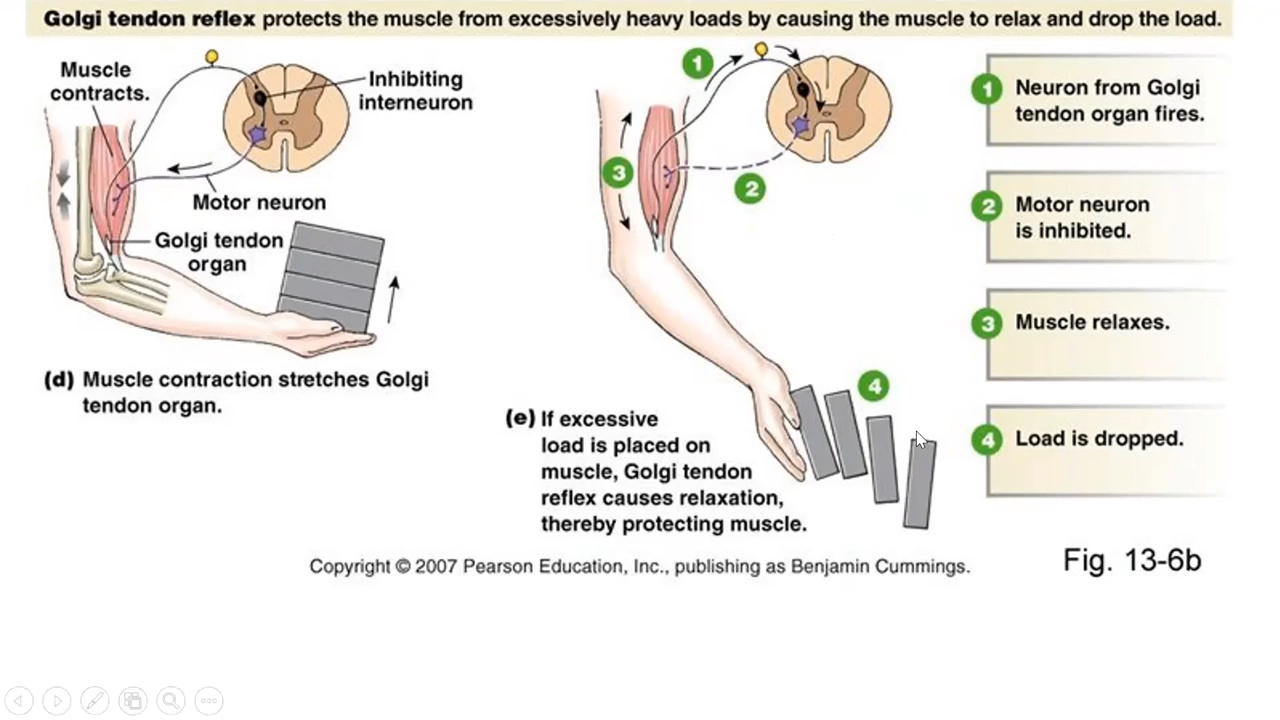 Golgi tendon reflex protects the muscle from excessively heavy loads by causing the muscle to relax and drop the load.
Muscle
contracts.
Inhibiting
interneuron
Motor neuron
Golgi tendon
organ
(d) Muscle contraction stretches Golgi
tendon organ.
1
2
3
4
(e) If excessive
load is placed on
muscle, Golgi tendon
reflex causes relaxation,
thereby protecting muscle.
1 Neuron from Golgi
tendon organ fires.
2 Motor neuron
is inhibited.
3 Muscle relaxes.
4 Load is dropped.
Copyright © 2007 Pearson Education, Inc., publishing as Benjamin Cummings.
Fig. 13-6b